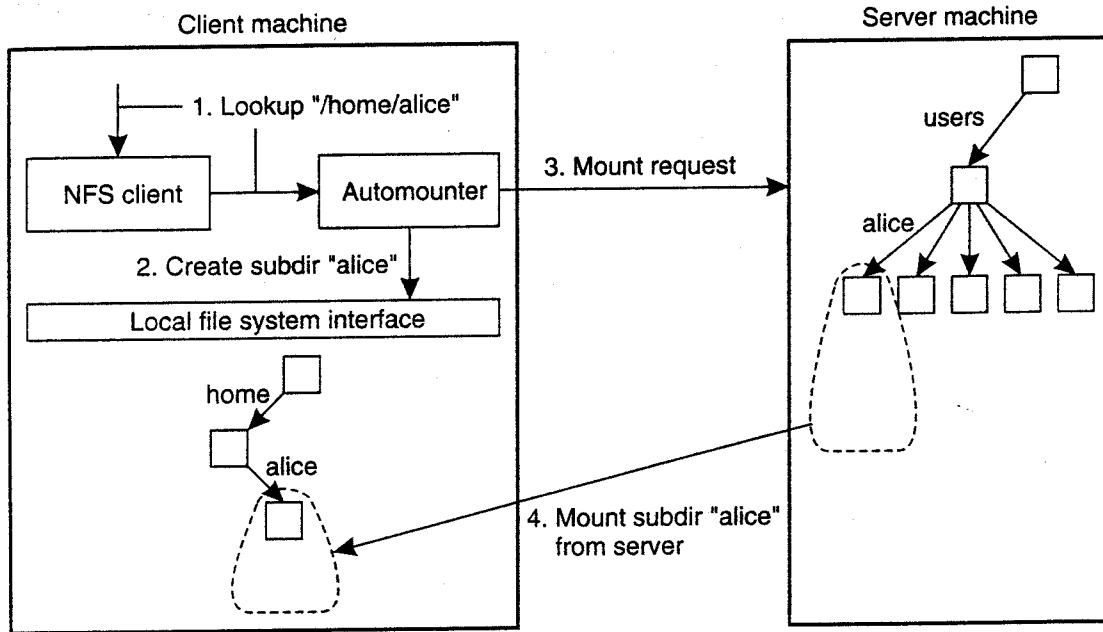 Client machine
Server machine
1. Lookup "/home/alice"
users
NFS client
Automounter
3. Mount request
alice
2. Create subdir "alice"
Local file system interface
home
alice
4. Mount subdir "alice"
from server